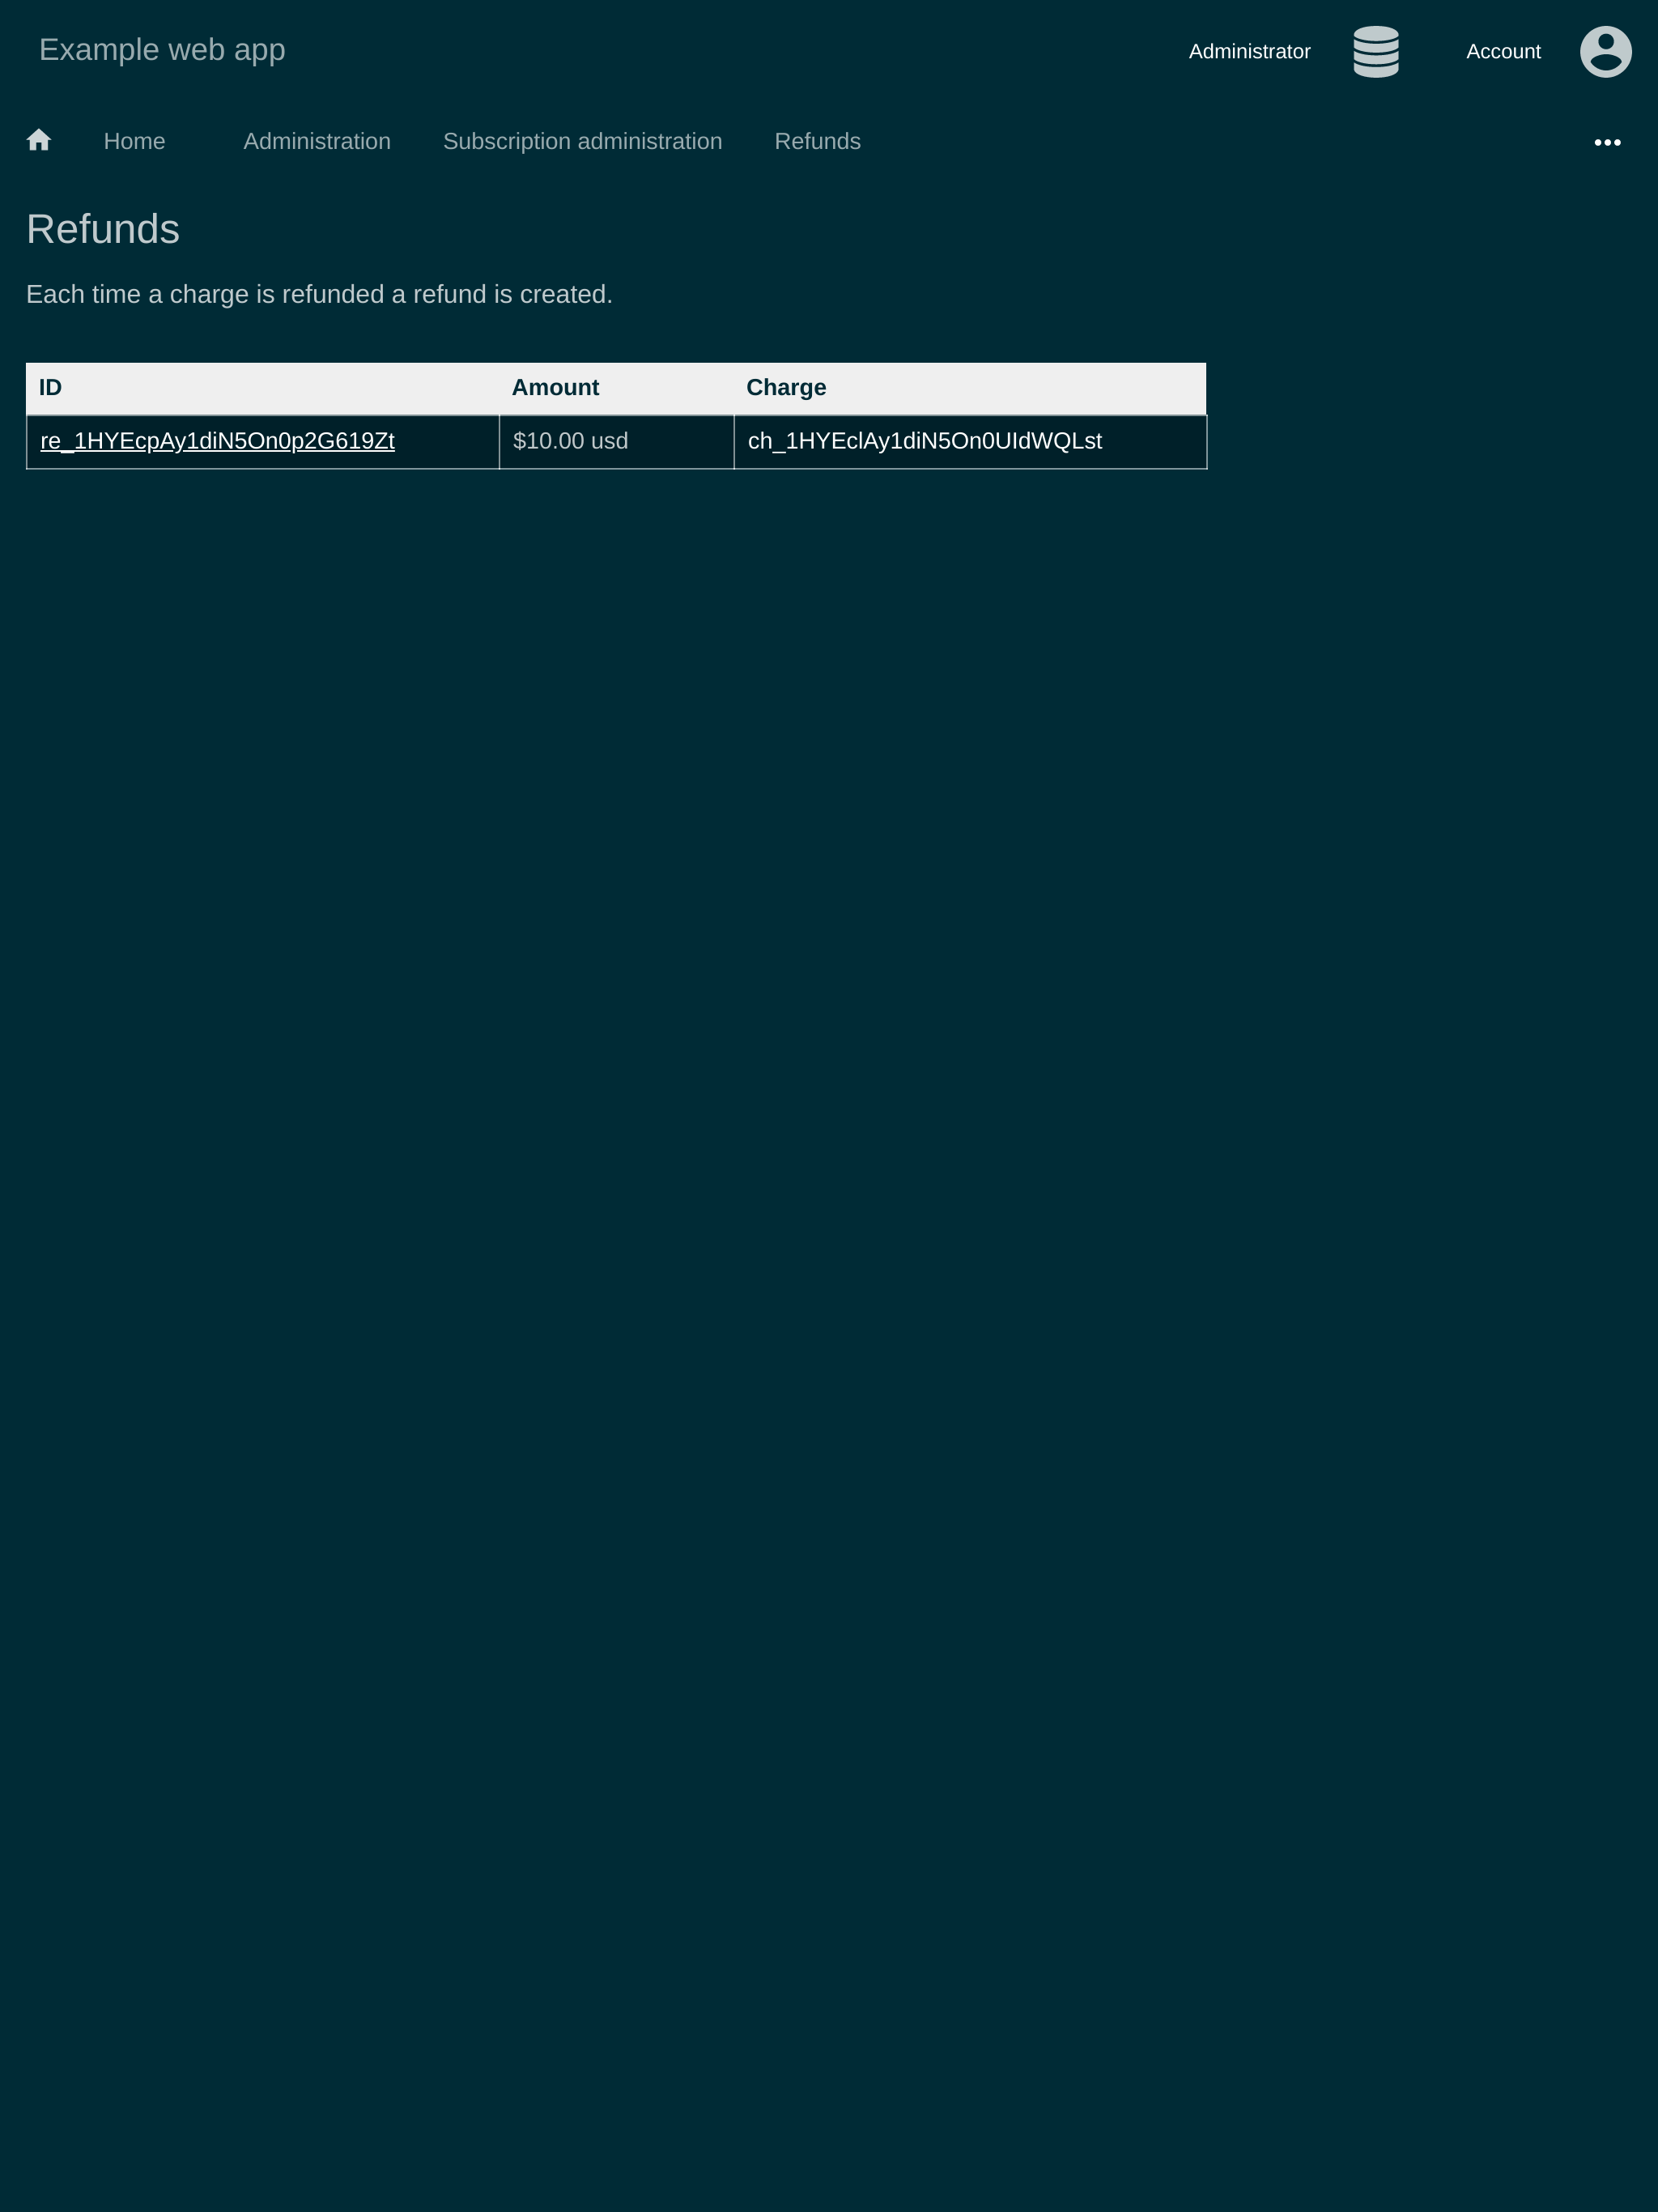 Example web app
Administrator
Account
Home Administration Subscription administration Refunds
Refunds
Each time a charge is refunded a refund is created.
ID Amount Charge
re_1HYEcpAy1diN5On0p2G619Zt $10.00 usd ch_1HYEclAy1diN5On0UIdWQLst